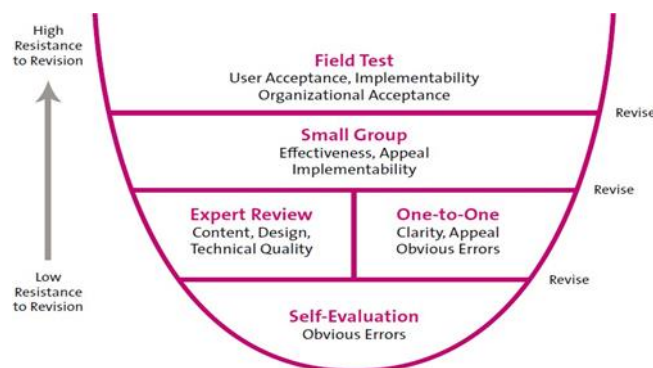 High
Resistance
to Revision
Field Test
User Acceptance, Implementability
Organizational Acceptance
Revise
Small Group
Effectiveness, Appeal
Implementability
Revise
Expert Review
Content, Design,
Technical Quality
One-to-One
Clarity, Appeal
Obvious Errors
Revise
Low
Resistance
to Revision
Self-Evaluation
Obvious Errors